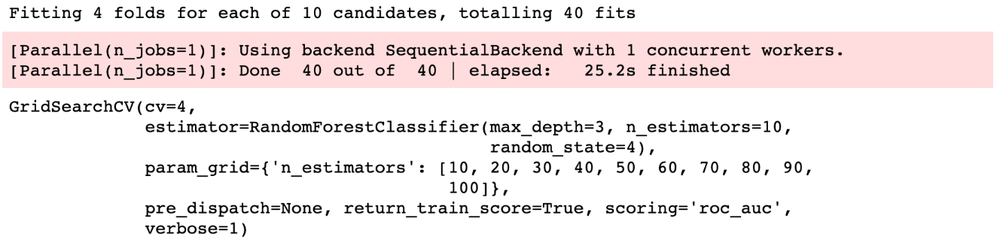 Fitting 4 folds for each of 10 candidates, totalling 40 fits
[Parallel(n_jobs=1)]: Using backend SequentialBackend with 1 concurrent workers.
[Parallel(n_jobs=1)]: Done  40 out of  40 | elapsed:   25.2s finished
GridSearchCV(cv=4,
             estimator=RandomForestClassifier(max_depth=3, n_estimators=10,
                                              random_state=4),
             param_grid={'n_estimators': [10, 20, 30, 40, 50, 60, 70, 80, 90,
                                          100]},
             pre_dispatch=None, return_train_score=True, scoring='roc_auc',
             verbose=1)